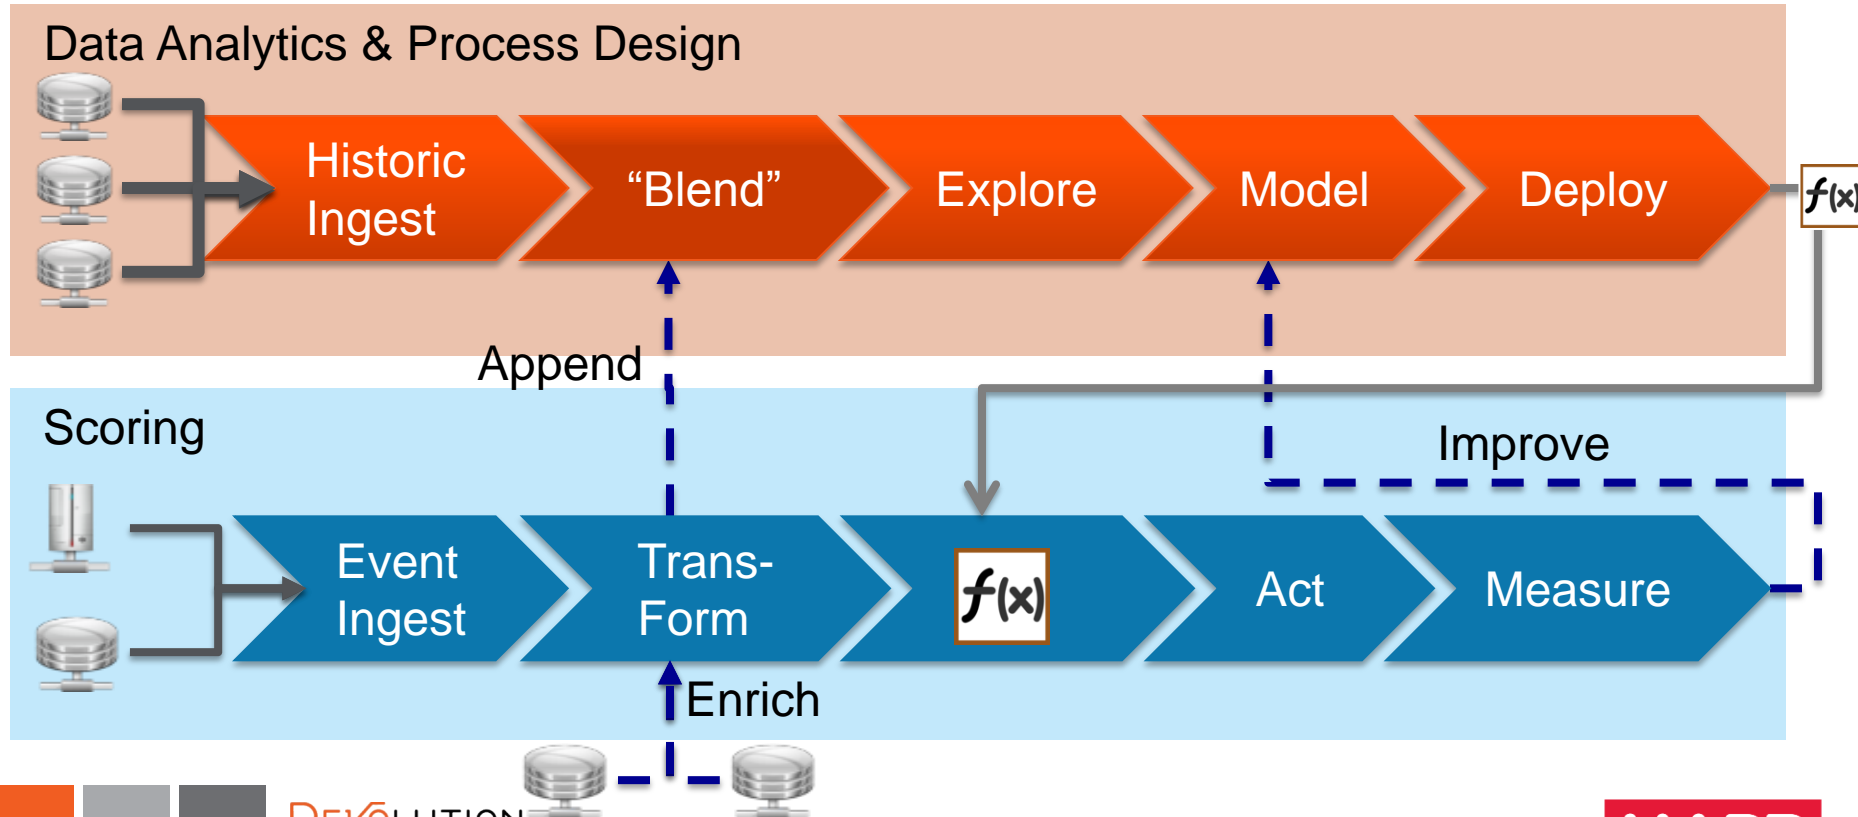 Data Analytics & Process Design
Historic
Ingest
“Blend”
Explore
Model
Deploy
f(x)
Append
Scoring
Improve
Event
Ingest
Trans-
Form
f(x)
Act
Measure
Enrich